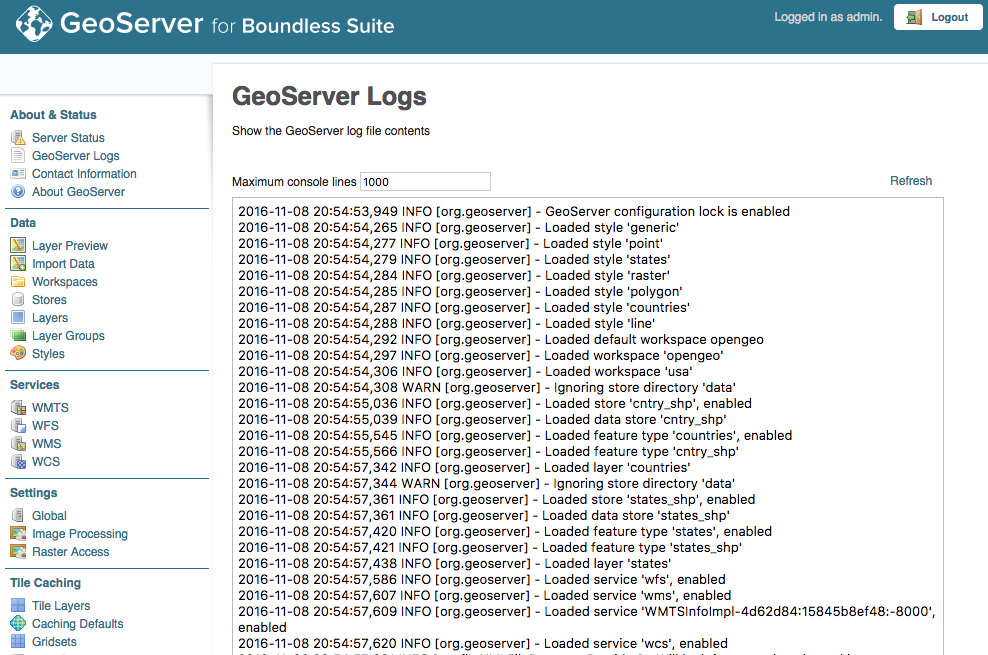 GeoServer for Boundless Suite
Logged in as admin.
Logout
About & Status
Server Status
GeoServer Logs
Contact Information
About GeoServer
Data
Layer Preview
Import Data
Workspaces
Stores
Layers
Layer Groups
Styles
Services
WMTS
WFS
WMS
WCS
Settings
Global
Image Processing
Raster Access
Tile Caching
Tile Layers
Caching Defaults
Gridsets
GeoServer Logs
Show the GeoServer log file contents
Maximum console lines 1000
Refresh
2016-11-08 20:54:53,949 INFO [org.geoserver] - GeoServer configuration lock is enabled
2016-11-08 20:54:54,265 INFO [org.geoserver] - Loaded style 'generic'
2016-11-08 20:54:54,277 INFO [org.geoserver] - Loaded style 'point'
2016-11-08 20:54:54,279 INFO [org.geoserver] - Loaded style 'states'
2016-11-08 20:54:54,284 INFO [org.geoserver] - Loaded style 'raster'
2016-11-08 20:54:54,285 INFO [org.geoserver] - Loaded style 'polygon'
2016-11-08 20:54:54,287 INFO [org.geoserver] - Loaded style 'countries'
2016-11-08 20:54:54,288 INFO [org.geoserver] - Loaded style 'line'
2016-11-08 20:54:54,292 INFO [org.geoserver] - Loaded default workspace opengeo
2016-11-08 20:54:54,297 INFO [org.geoserver] - Loaded workspace 'opengeo'
2016-11-08 20:54:54,306 INFO [org.geoserver] - Loaded workspace 'usa'
2016-11-08 20:54:54,308 WARN [org.geoserver] - Ignoring store directory 'data'
2016-11-08 20:54:55,036 INFO [org.geoserver] - Loaded store 'cntry_shp', enabled
2016-11-08 20:54:55,039 INFO [org.geoserver] - Loaded data store 'cntry_shp'
2016-11-08 20:54:55,545 INFO [org.geoserver] - Loaded feature type 'countries', enabled
2016-11-08 20:54:55,566 INFO [org.geoserver] - Loaded feature type 'cntry_shp'
2016-11-08 20:54:57,342 INFO [org.geoserver] - Loaded layer 'countries'
2016-11-08 20:54:57,344 WARN [org.geoserver] - Ignoring store directory 'data'
2016-11-08 20:54:57,361 INFO [org.geoserver] - Loaded store 'states_shp', enabled
2016-11-08 20:54:57,361 INFO [org.geoserver] - Loaded data store 'states_shp'
2016-11-08 20:54:57,420 INFO [org.geoserver] - Loaded feature type 'states', enabled
2016-11-08 20:54:57,421 INFO [org.geoserver] - Loaded feature type 'states_shp'
2016-11-08 20:54:57,438 INFO [org.geoserver] - Loaded layer 'states'
2016-11-08 20:54:57,586 INFO [org.geoserver] - Loaded service 'wfs', enabled
2016-11-08 20:54:57,607 INFO [org.geoserver] - Loaded service 'wms', enabled
2016-11-08 20:54:57,609 INFO [org.geoserver] - Loaded service 'WMTSInfoImpl-4d62d84:15845b8ef48:-8000',
enabled
2016-11-08 20:54:57,620 INFO [org.geoserver] - Loaded service 'wcs', enabled